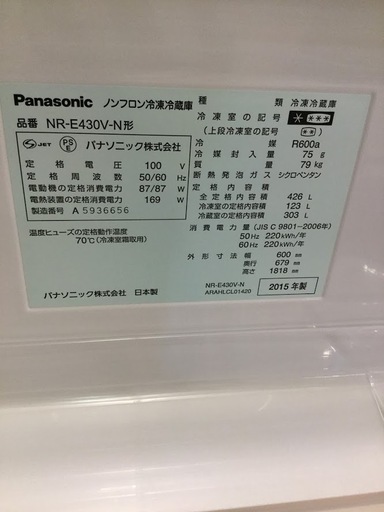 Panasonic ノンフロン冷凍冷蔵庫
品番 NR-E430V-N形
JET PS E パナソニック株式会社
定格電圧 100 V
定格周波数 50/60 Hz
電動機の定格消費電力 87/87 W
電熱装置の定格消費電力 169 W
製造番号 A 5936656
温度ヒューズの定格動作温度
70℃(冷凍室霜取用)
パナソニック株式会社 日本製
種類 冷凍冷蔵庫
冷凍室の記号 ****
(上段冷凍室の記号 **)
冷媒 R600a
冷媒封入量 75 g
質量 79 kg
断熱発泡ガス シクロペンタン
定格内容積
全定格内容積 426 L
冷凍室の定格内容積 123 L
冷蔵室の定格内容積 303 L
消費電力量(JIS C 9801-2006年)
50Hz 220kWh/年
60Hz 220kWh/年
外形寸法 幅 600 mm
奥行 679 mm
高さ 1818 mm
NR-E430V-N
ARAHLCL01420
2015年製